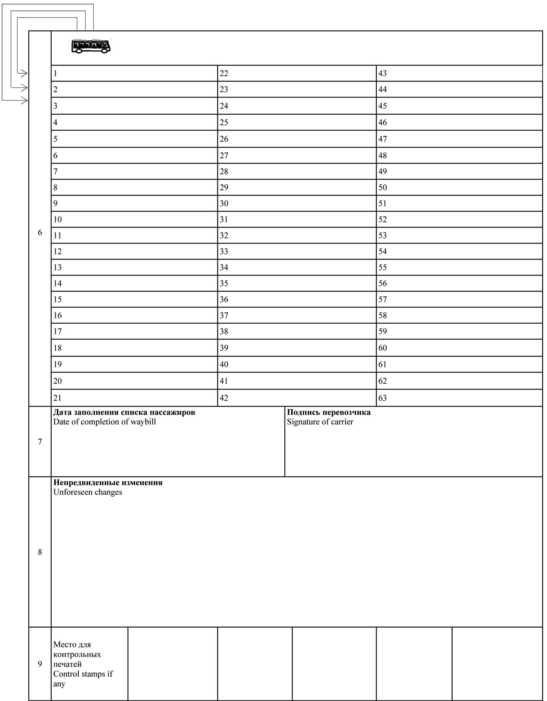 1 22 43
2 23 44
3 24 45
4 25 46
5 26 47
6 27 48
7 28 49
8 29 50
9 30 51
10 31 52
6
11 32 53
12 33 54
13 34 55
14 35 56
15 36 57
16 37 58
17 38 59
18 39 60
19 40 61
20 41 62
21 42 63
7
Дата заполнения списка пассажиров
Date of completion of waybill
Подпись перевозчика
Signature of carrier
8
Непредвиденные изменения
Unforeseen changes
9
Место для
контрольных
печатей
Control stamps if
any